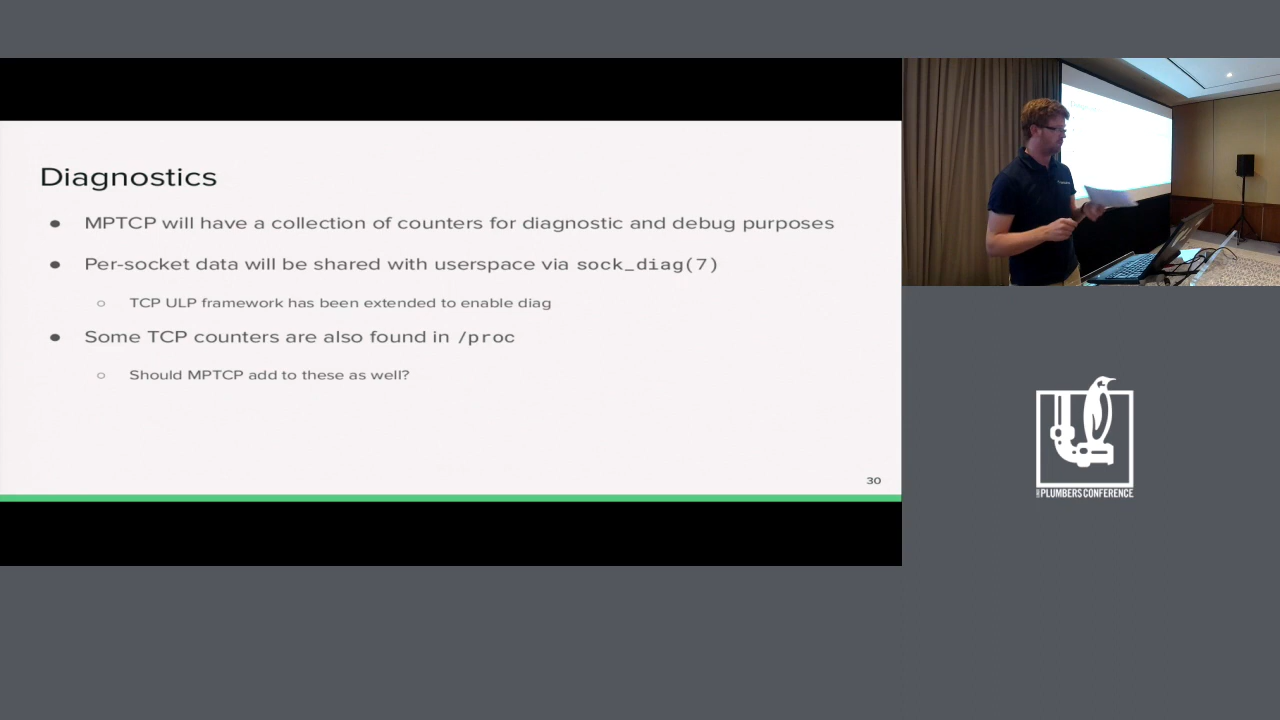 Diagnostics
● MPTCP will have a collection of counters for diagnostic and debug purposes
● Per-socket data will be shared with userspace via sock_diag(7)
○ TCP ULP framework has been extended to enable diag
● Some TCP counters are also found in /proc
○ Should MPTCP add to these as well?
30
PLUMBERS CONFERENCE